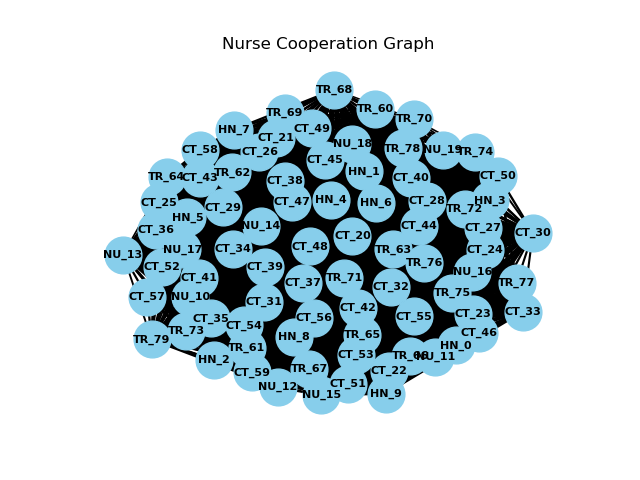 Nurse Cooperation Graph
TR_68
TR_60
TR_69
TR_70
CT_49
HN_7
CT_21
NU_18
TR_78
CT_58
CT_26
NU_19
TR_74
CT_45
HN_1
TR_62
TR_64
CT_43
CT_38
CT_40
CT_50
CT_25
CT_29
CT_47
HN_4
HN_6
CT_28
HN_3
TR_72
HN_5
CT_36
NU_14
CT_44
CT_27
CT_30
CT_20
CT_48
NU_17
CT_34
TR_63
CT_24
NU_13
CT_52
CT_39
TR_76
NU_16
CT_41
CT_37
TR_71
TR_77
CT_57
NU_10
CT_32
TR_75
CT_31
CT_42
CT_33
CT_35
CT_56
CT_55
CT_23
TR_73
CT_54
CT_46
TR_79
HN_8
TR_65
TR_61
HN_0
HN_2
CT_53
NU_11
TR_67
CT_59
CT_22
CT_51
NU_12
NU_15
HN_9